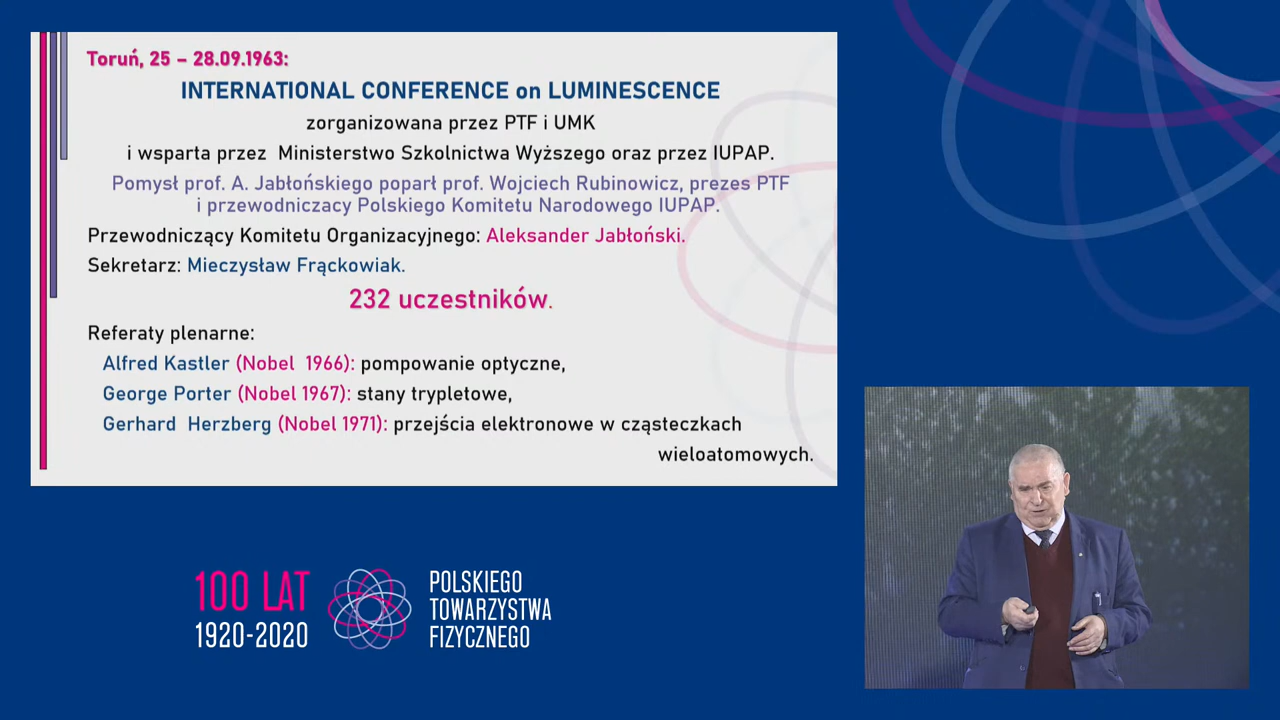 Toruń, 25 – 28.09.1963:
INTERNATIONAL CONFERENCE on LUMINESCENCE
zorganizowana przez PTF i UMK
i wsparta przez Ministerstwo Szkolnictwa Wyższego oraz przez IUPAP.
Pomysł prof. A. Jabłońskiego poparł prof. Wojciech Rubinowicz, prezes PTF
i przewodniczacy Polskiego Komitetu Narodowego IUPAP.
Przewodniczący Komitetu Organizacyjnego: Aleksander Jabłoński.
Sekretarz: Mieczysław Frąckowiak.
232 uczestników.
Referaty plenarne:
Alfred Kastler (Nobel 1966): pompowanie optyczne,
George Porter (Nobel 1967): stany trypletowe,
Gerhard Herzberg (Nobel 1971): przejścia elektronowe w cząsteczkach
wieloatomowych.
100 LAT
1920-2020
POLSKIEGO
TOWARZYSTWA
FIZYCZNEGO